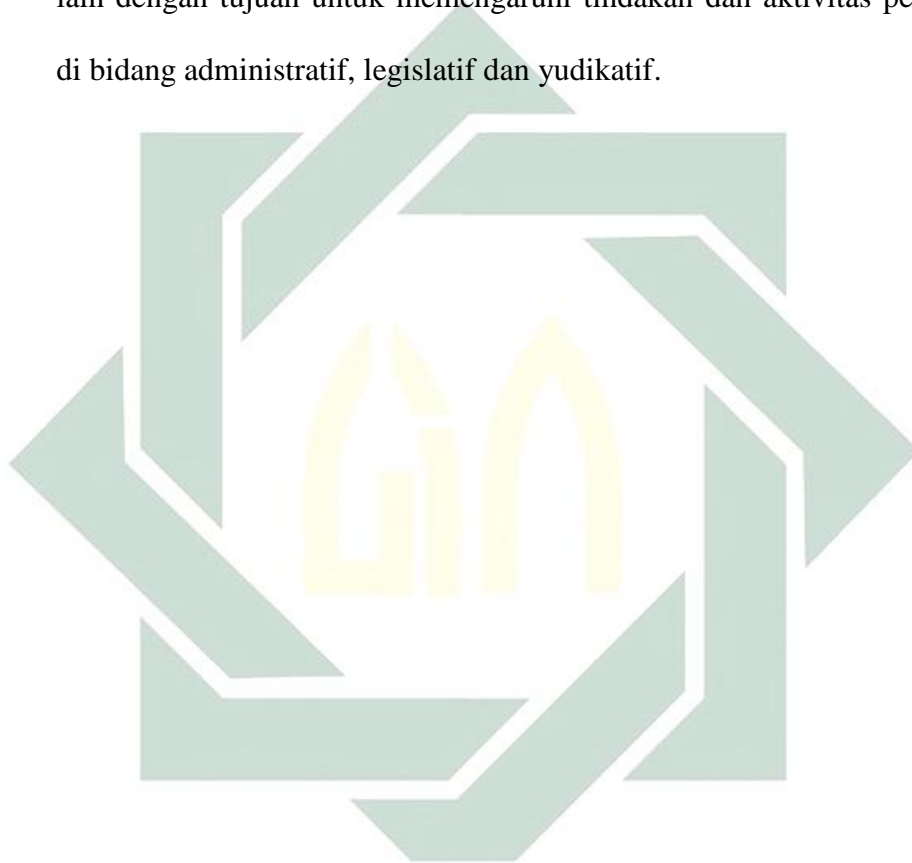 lain dengan tujuan untuk memengaruhi tindakan dan aktivitas
di bidang administratif, legislatif dan yudikatif.